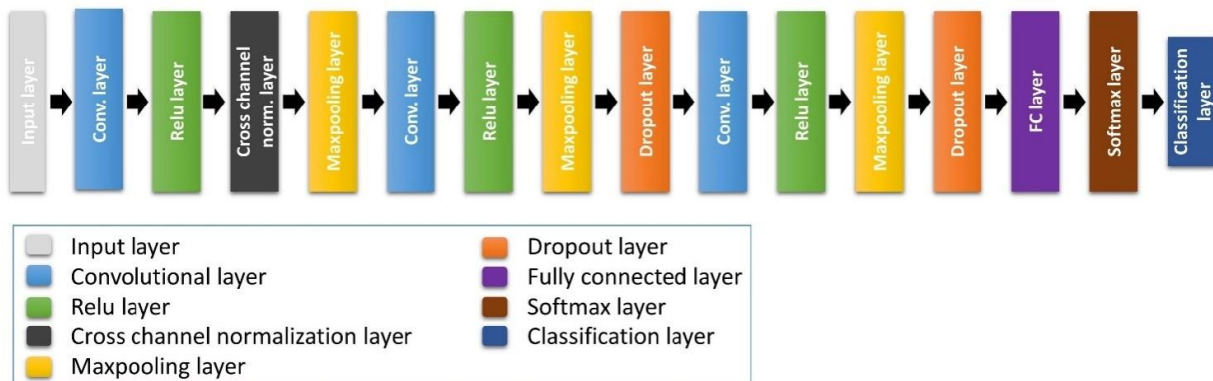 Input layer
Conv. layer
Relu layer
Cross channel
norm. layer
Maxpooling layer
Conv. layer
Relu layer
Maxpooling layer
Dropout layer
Conv. layer
Relu layer
Maxpooling layer
Dropout layer
FC layer
Softmax layer
Classification
layer
Input layer
Convolutional layer
Relu layer
Cross channel normalization layer
Maxpooling layer
Dropout layer
Fully connected layer
Softmax layer
Classification layer